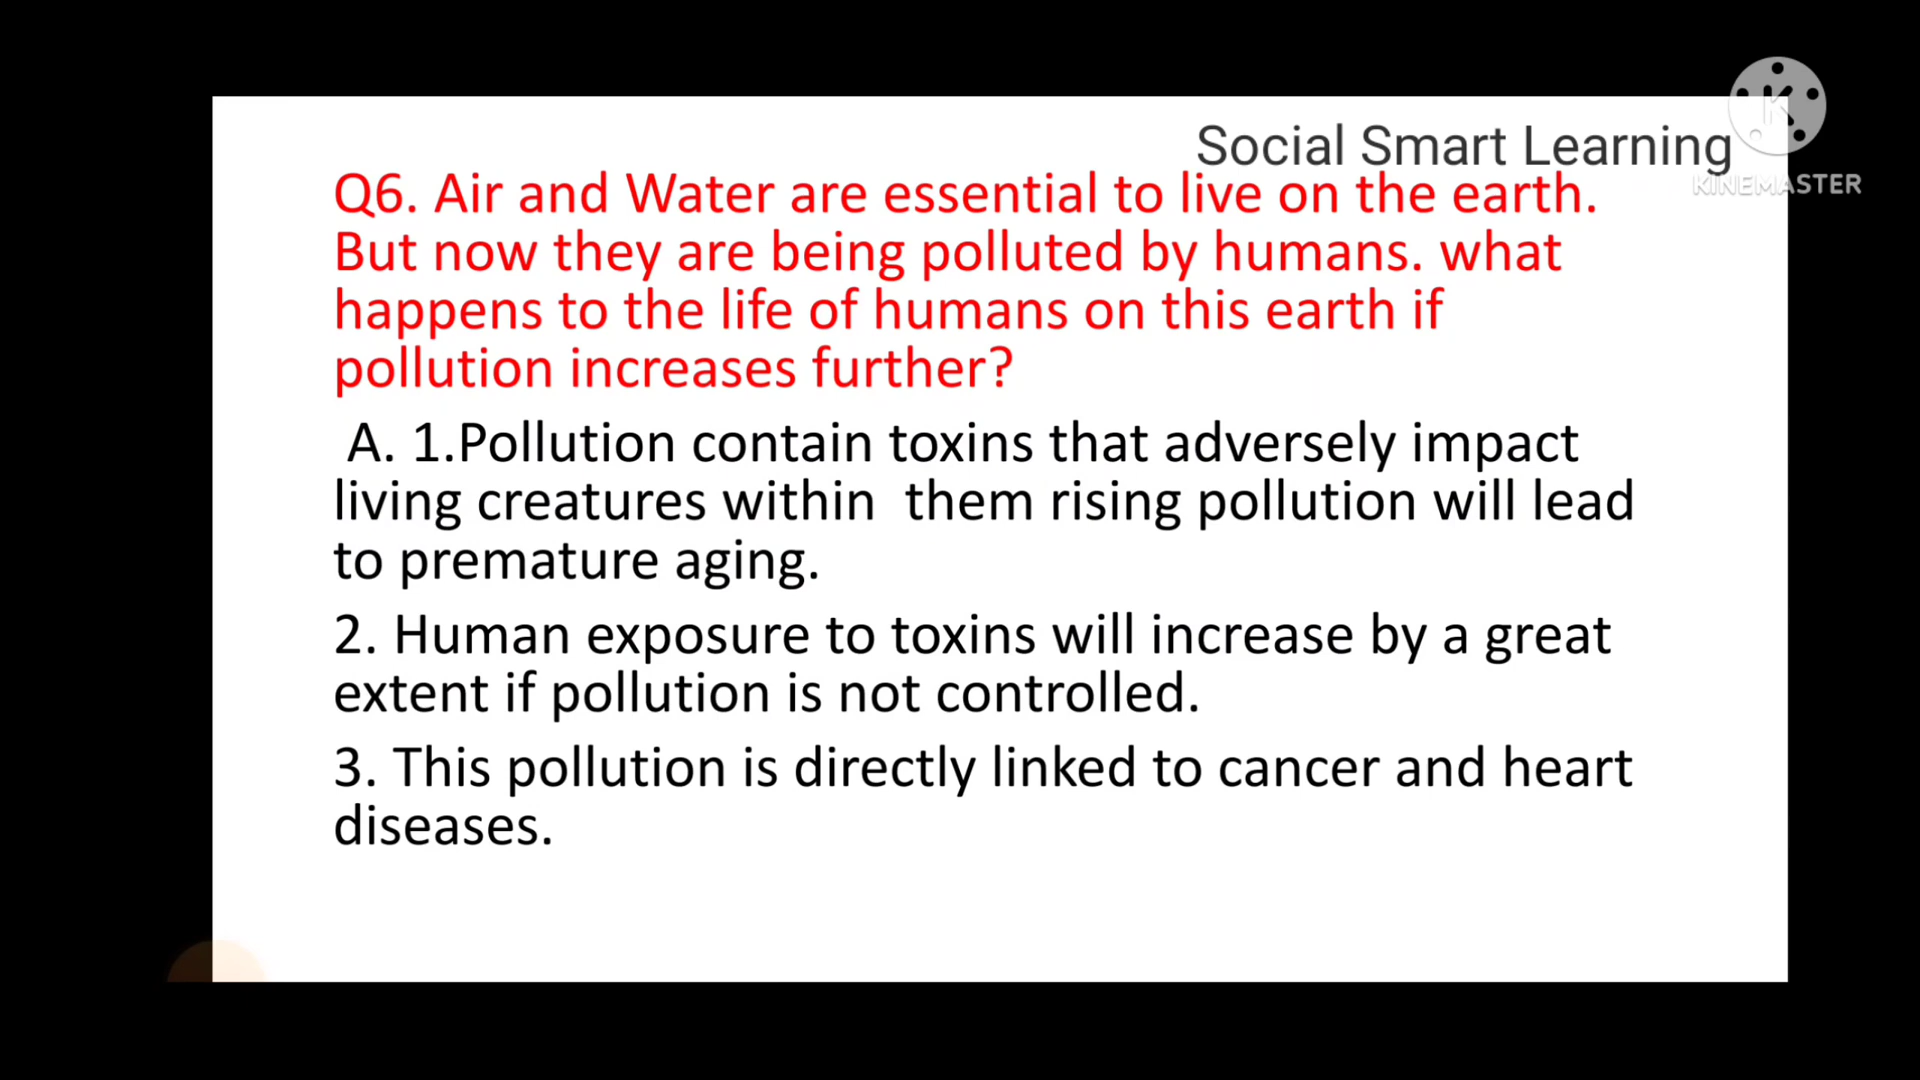 Social Smart Learning
K
KINEMASTER
Q6. Air and Water are essential to live on the earth.
But now they are being polluted by humans. what
happens to the life of humans on this earth if
pollution increases further?
A. 1.Pollution contain toxins that adversely impact
living creatures within  them rising pollution will lead
to premature aging.
2. Human exposure to toxins will increase by a great
extent if pollution is not controlled.
3. This pollution is directly linked to cancer and heart
diseases.